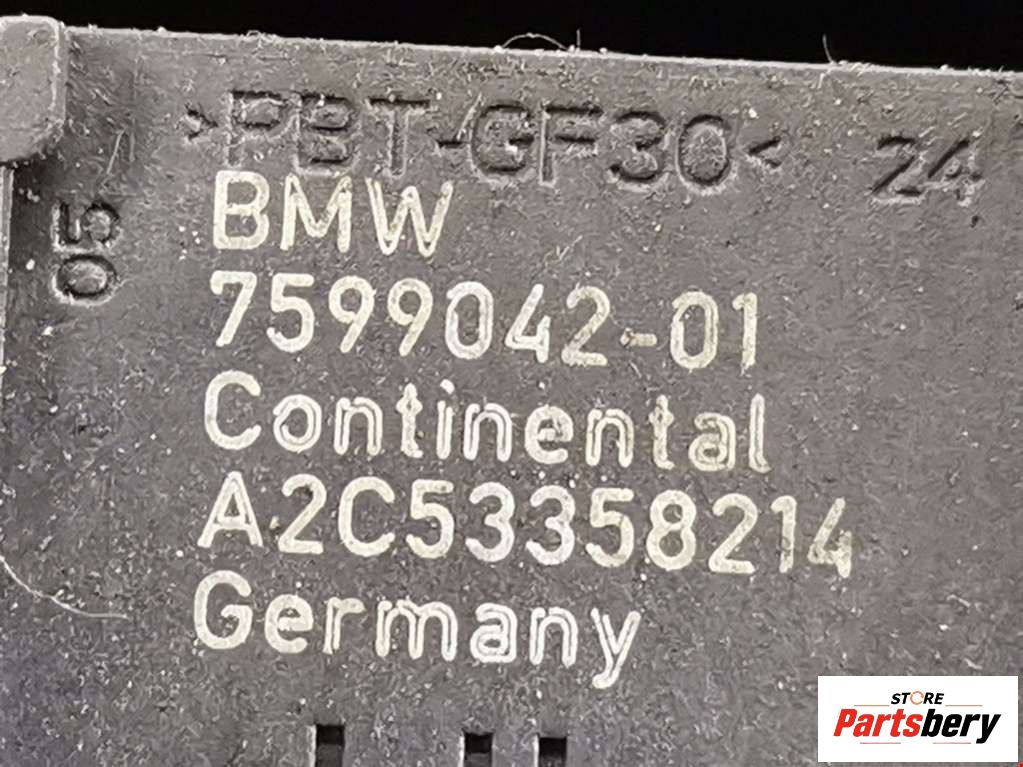 >PBT-GF30< 24
05
BMW
7599042-01
Continental
A2C53358214
Germany
STORE
Partsbery